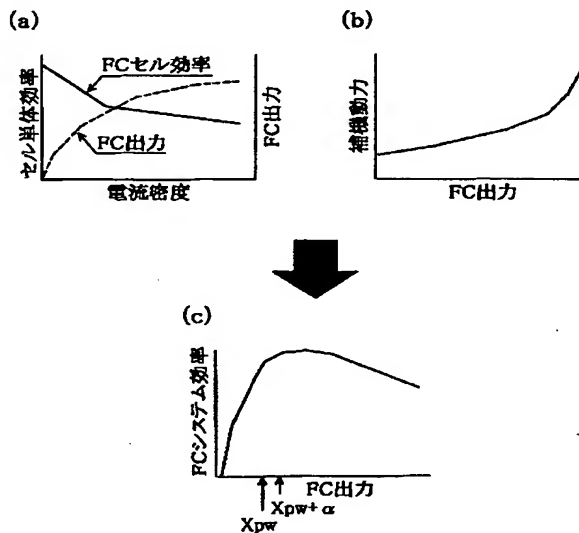 (a)
FCセル効率
セル単体効率
FC出力
FC出力
電流密度
(b)
補機動力
FC出力
(c)
FCシステム効率
FC出力
Xpw+α
Xpw